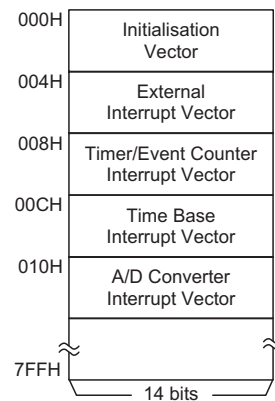 000H
Initialisation
Vector
004H
External
Interrupt Vector
008H
Timer/Event Counter
Interrupt Vector
00CH
Time Base
Interrupt Vector
010H
A/D Converter
Interrupt Vector
7FFH
14 bits